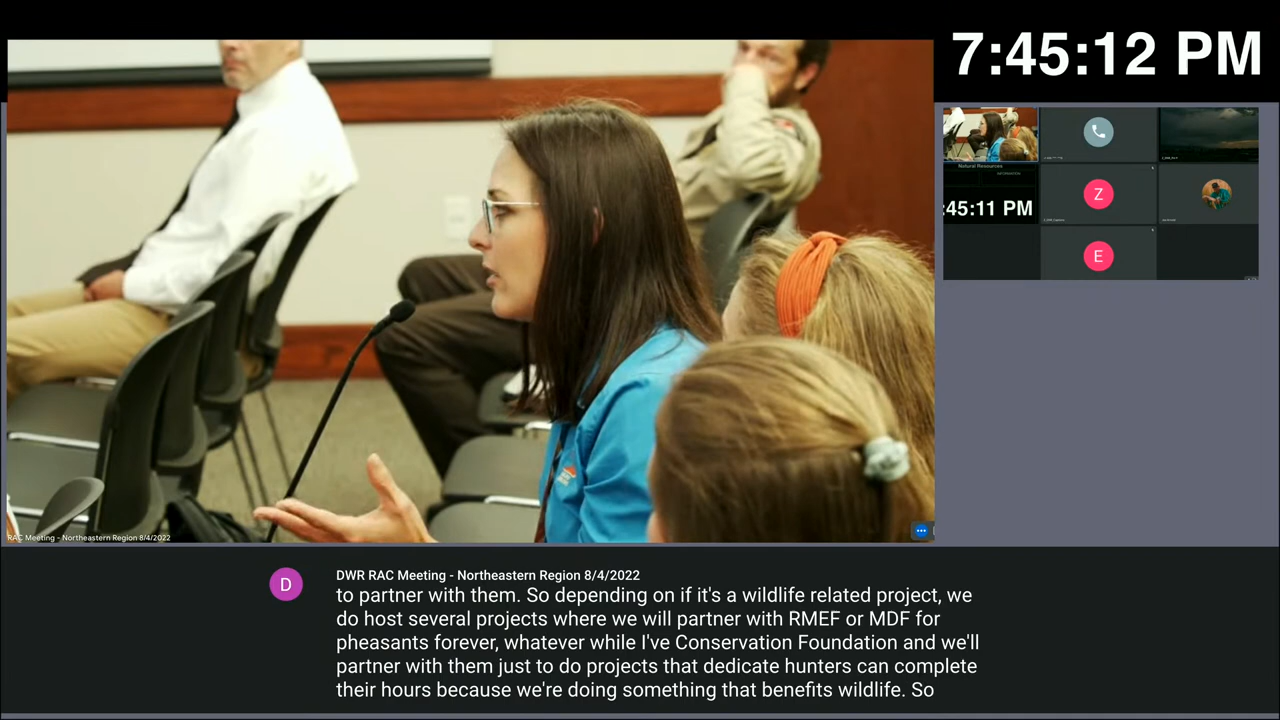 7:45:12 PM
Natural Resources
INFORMATION
:45:11 PM
Z
E
RAC Meeting - Northeastern Region 8/4/2022
D
DWR RAC Meeting - Northeastern Region 8/4/2022
to partner with them. So depending on if it's a wildlife related project, we
do host several projects where we will partner with RMEF or MDF for
pheasants forever, whatever while I've Conservation Foundation and we'll
partner with them just to do projects that dedicate hunters can complete
their hours because we're doing something that benefits wildlife. So